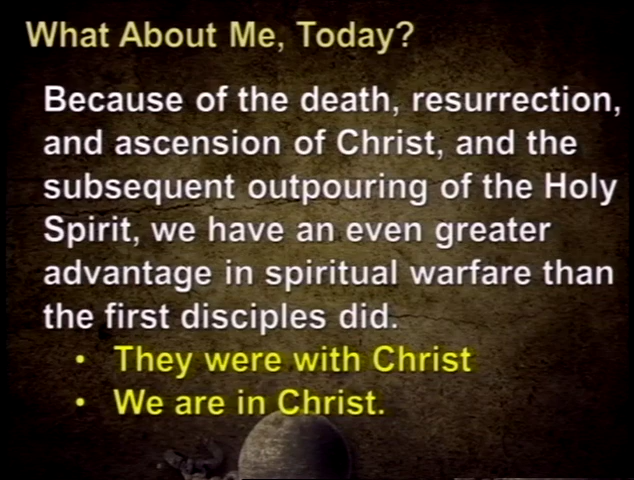 What About Me, Today?
Because of the death, resurrection,
and ascension of Christ, and the
subsequent outpouring of the Holy
Spirit, we have an even greater
advantage in spiritual warfare than
the first disciples did.
• They were with Christ
• We are in Christ.